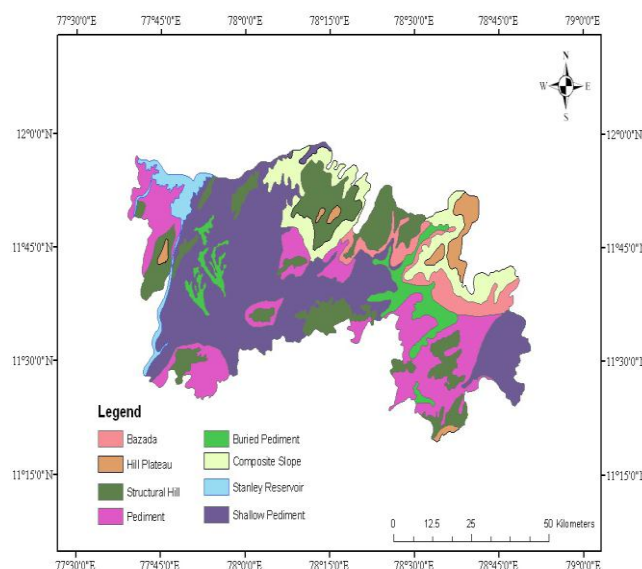 77°30'0"E 77°45'0"E 78°0'0"E 78°15'0"E 78°30'0"E 78°45'0"E 79°0'0"E
N
W E
S
12°0'0"N 12°0'0"N
11°45'0"N 11°45'0"N
11°30'0"N 11°30'0"N
Legend
Bazada Buried Pediment
Hill Plateau Composite Slope
Structural Hill Stanley Reservoir
Pediment Shallow Pediment
11°15'0"N 11°15'0"N
0 12.5 25 50 Kilometers
77°30'0"E 77°45'0"E 78°0'0"E 78°15'0"E 78°30'0"E 78°45'0"E 79°0'0"E